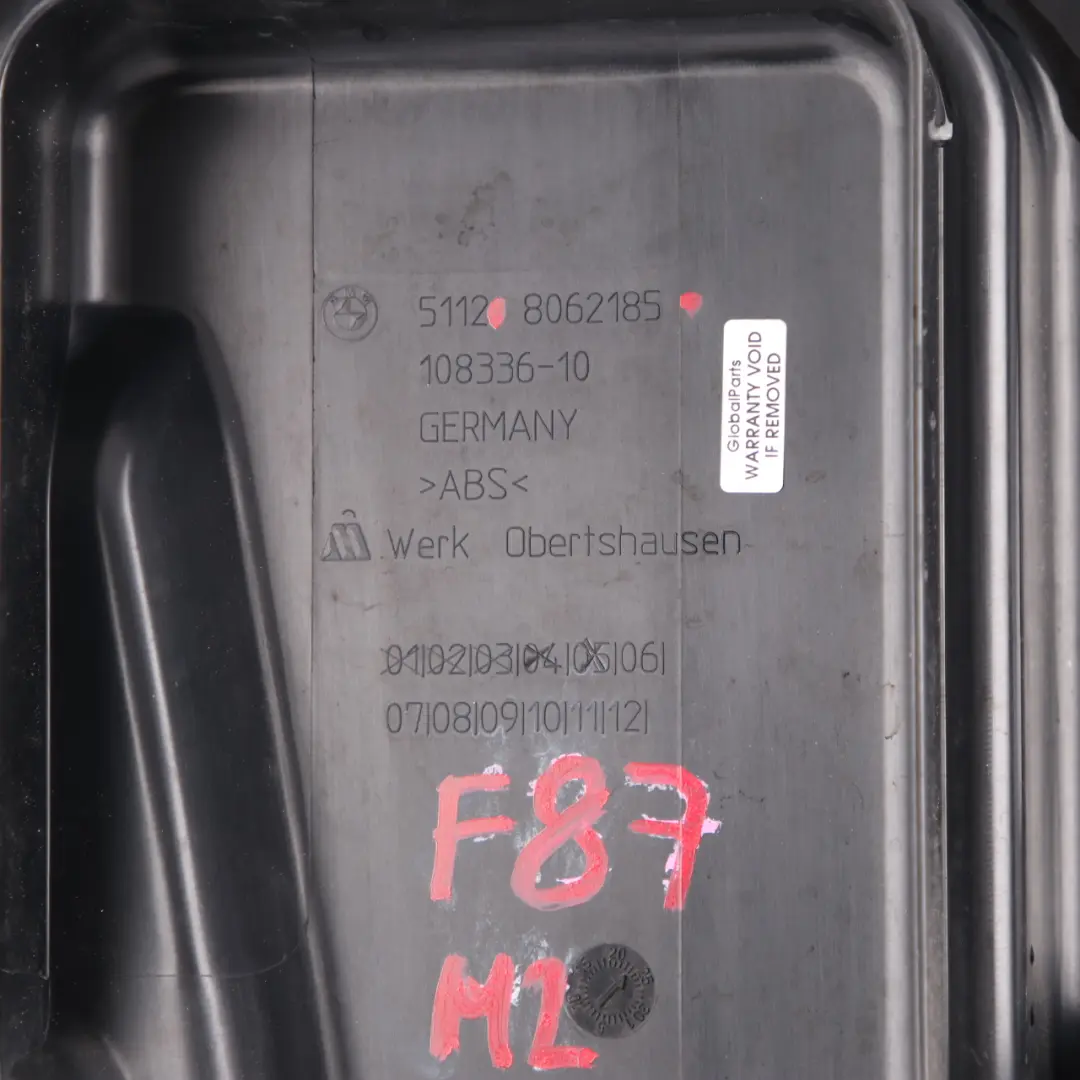 5112 8062185
108336-10
GERMANY
>ABS<
Werk Obertshausen
01|02|03|04|05|06|
07|08|09|10|11|12|
GlobalParts
WARRANTY VOID
IF REMOVED
F87
M2